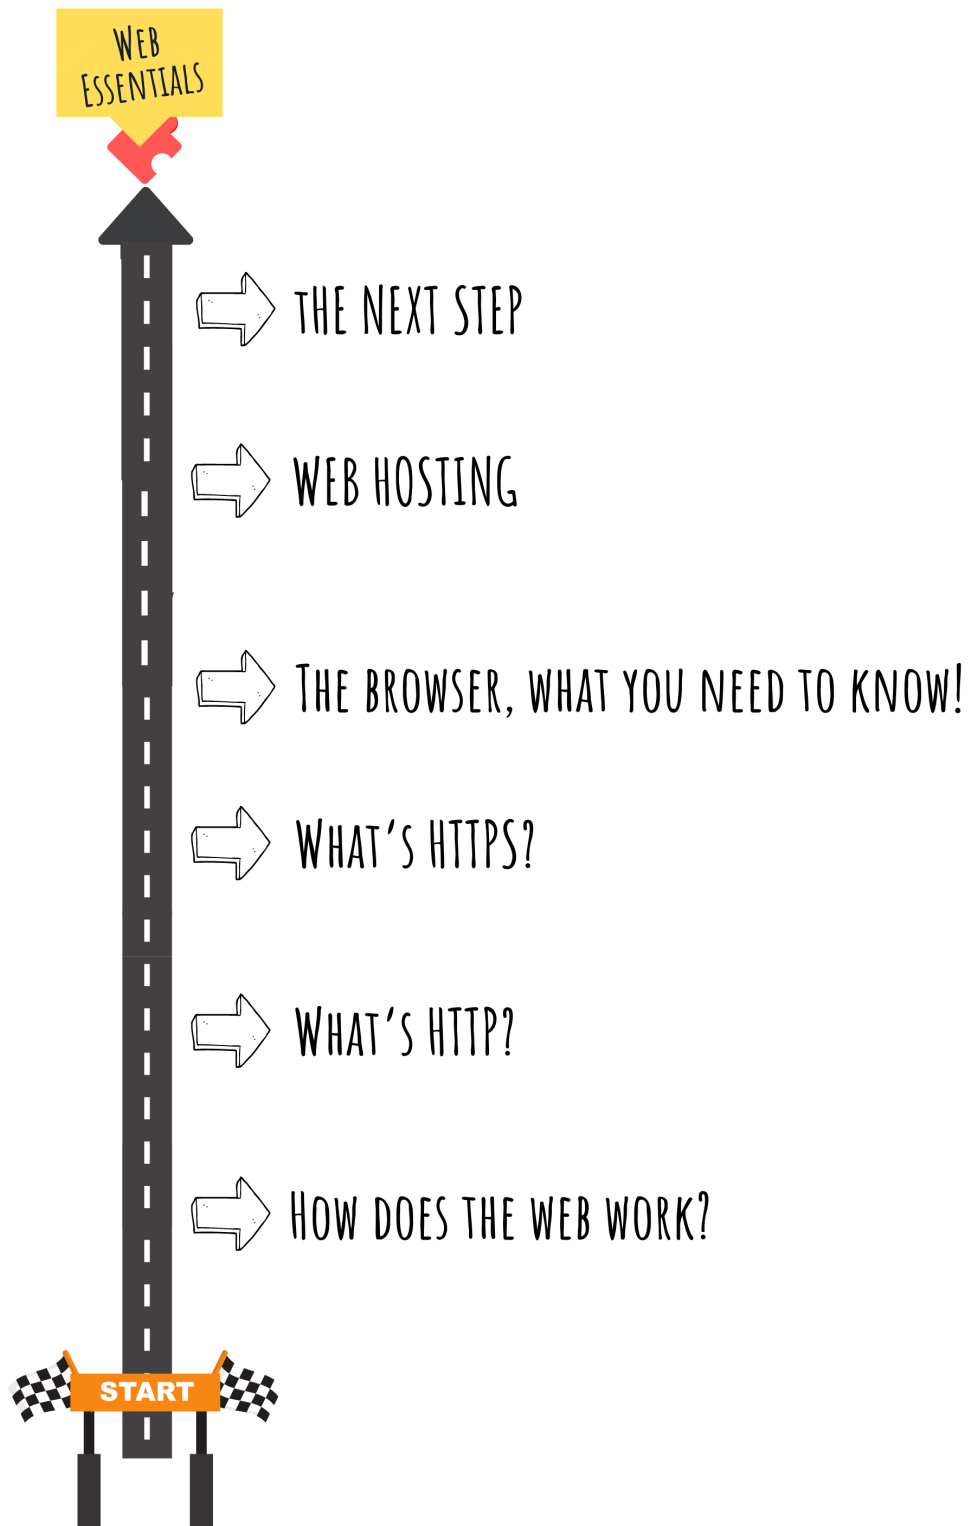 WEB
ESSENTIALS
THE NEXT STEP
WEB HOSTING
THE BROWSER, WHAT YOU NEED TO KNOW!
WHAT'S HTTPS?
WHAT'S HTTP?
HOW DOES THE WEB WORK?
START